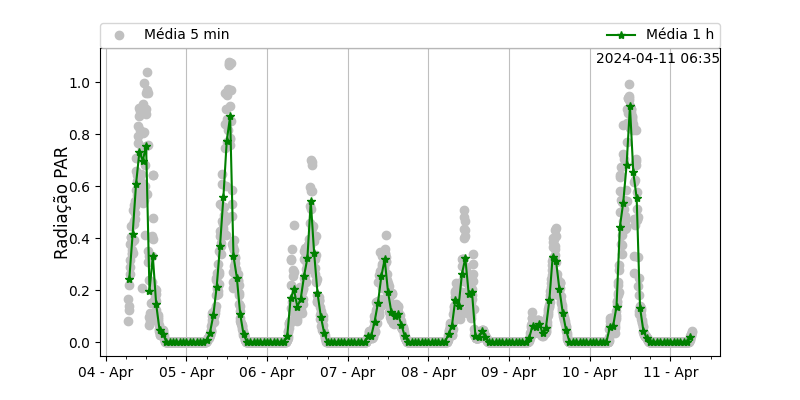 Média 5 min
Média 1 h
2024-04-11 06:35
Radiação PAR
1.0
0.8
0.6
0.4
0.2
0.0
04 - Apr
05 - Apr
06 - Apr
07 - Apr
08 - Apr
09 - Apr
10 - Apr
11 - Apr